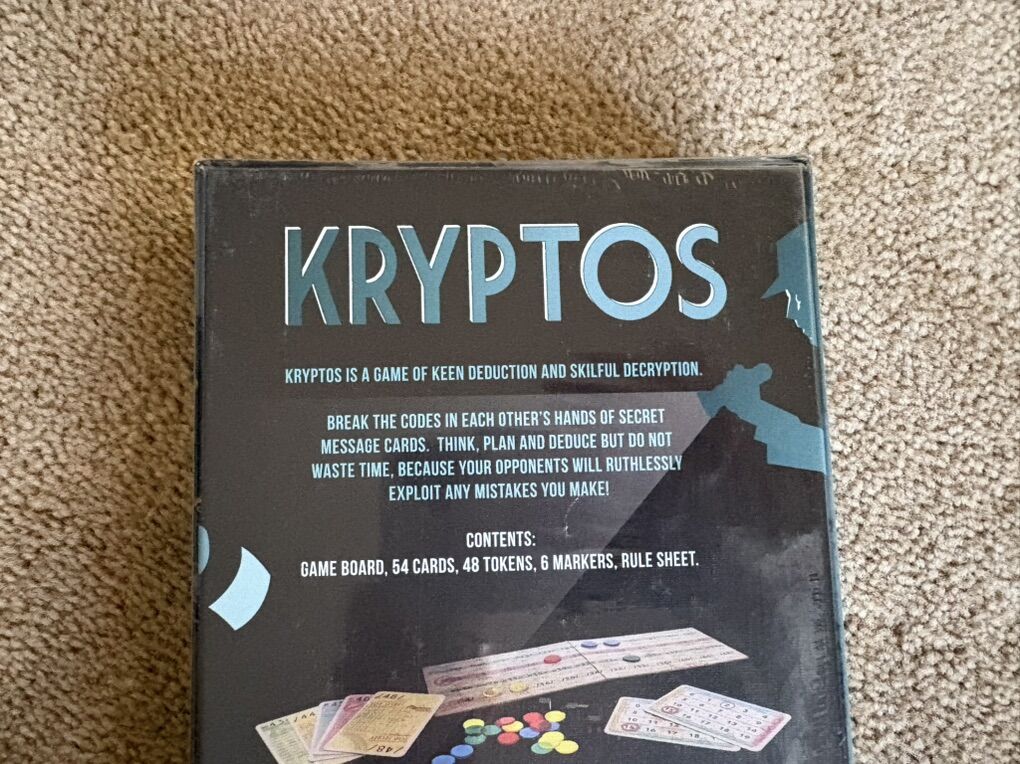 KRYPTOS
KRYPTOS IS A GAME OF KEEN DEDUCTION AND SKILFUL DECRYPTION.
BREAK THE CODES IN EACH OTHER'S HANDS OF SECRET
MESSAGE CARDS. THINK, PLAN AND DEDUCE BUT DO NOT
WASTE TIME, BECAUSE YOUR OPPONENTS WILL RUTHLESSLY
EXPLOIT ANY MISTAKES YOU MAKE!
CONTENTS:
GAME BOARD, 54 CARDS, 48 TOKENS, 6 MARKERS, RULE SHEET.
/48/